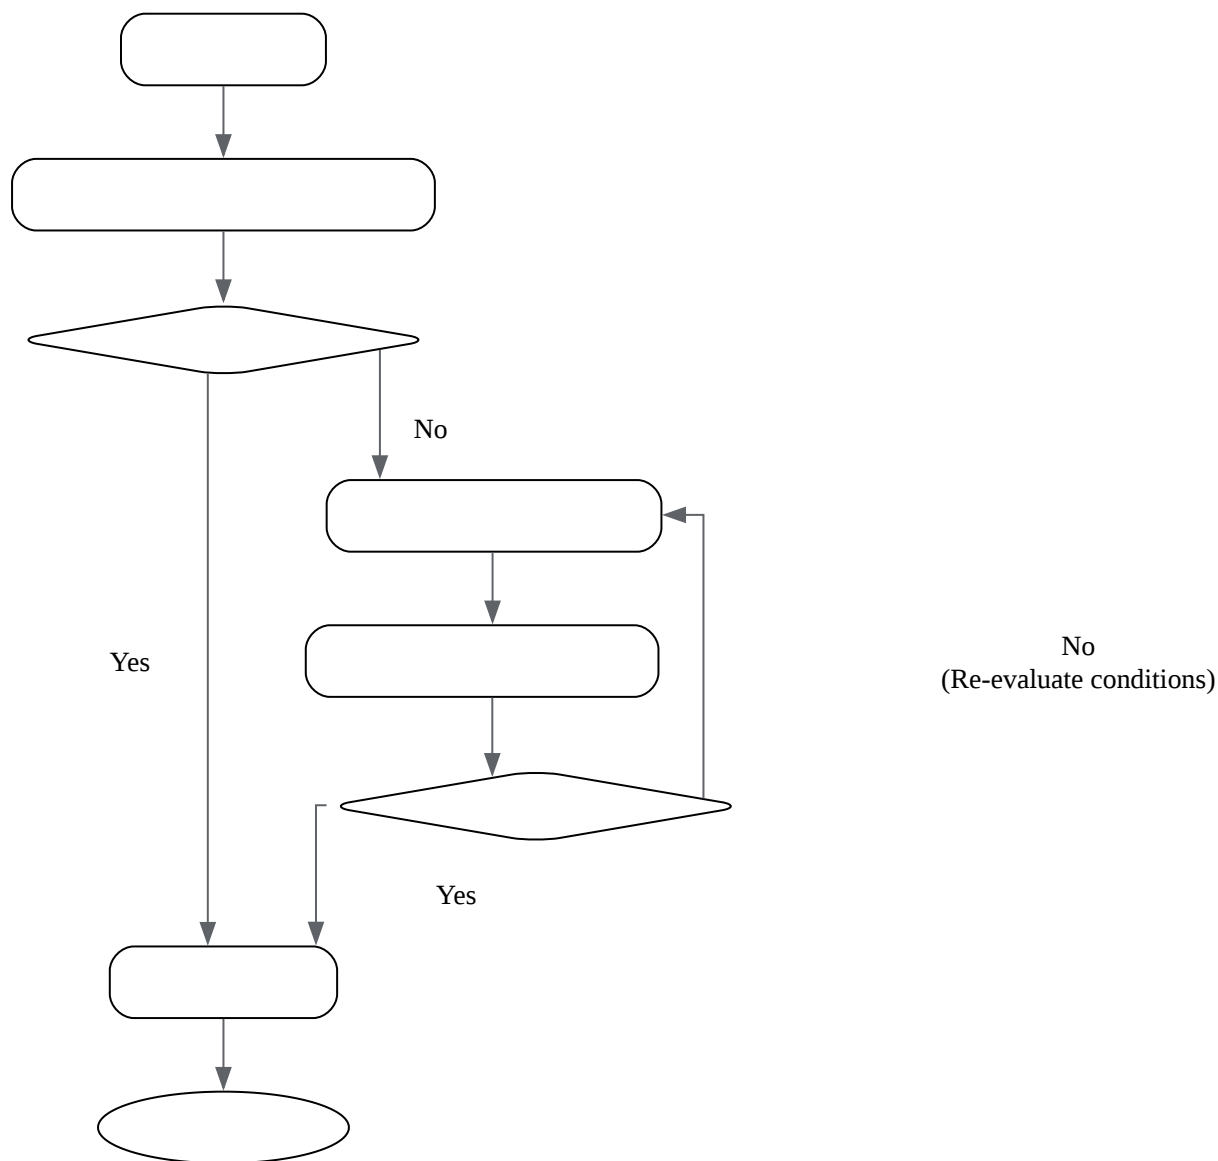 No
Yes
No
(Re-evaluate conditions)
Yes